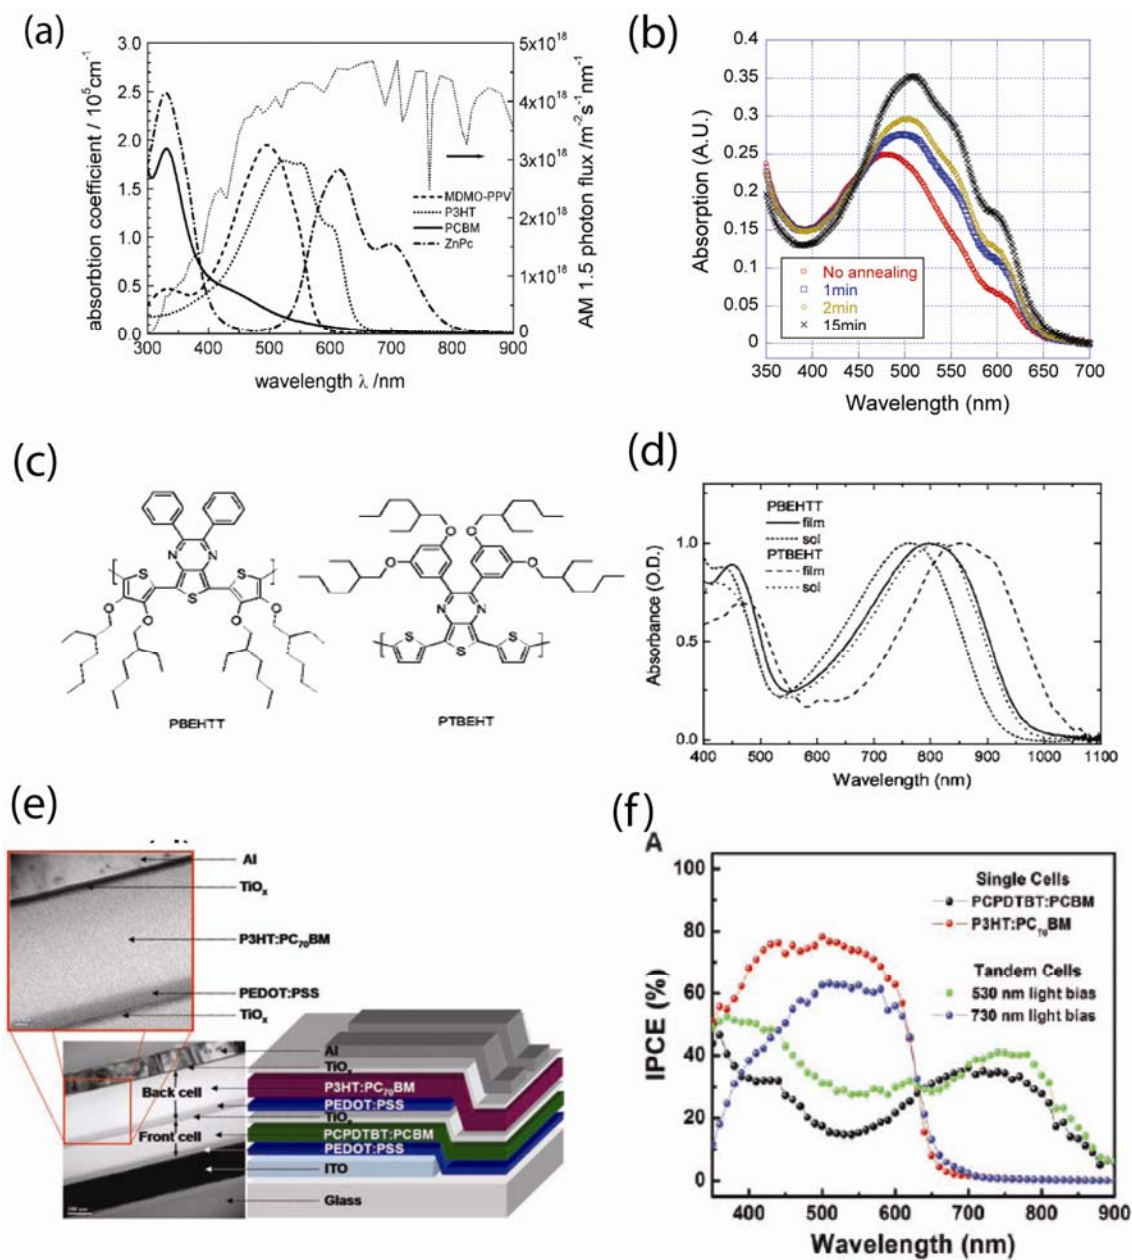 (a)
3.0
2.5
2.0
1.5
1.0
0.5
0.0
absorbtion coefficient / 10⁵cm⁻¹
5x10¹⁸
4x10¹⁸
3x10¹⁸
2x10¹⁸
1x10¹⁸
0
AM 1.5 photon flux /m⁻²s⁻¹nm⁻¹
MDMO-PPV
P3HT
PCBM
ZnPc
300 400 500 600 700 800 900
wavelength λ /nm
(b)
0.4
0.35
0.3
0.25
0.2
0.15
0.1
0.05
0
Absorption (A.U.)
No annealing
1min
2min
15min
350 400 450 500 550 600 650 700
Wavelength (nm)
(c)
N N
S S S
O O O O
PBEHTT
O O
O O
N N
S S S
PTBEHT
(d)
1.0
0.5
0.0
Absorbance (O.D.)
PBEHTT
film
sol
PTBEHT
film
sol
400 500 600 700 800 900 1000 1100
Wavelength (nm)
(e)
Al
TiOₓ
P3HT:PC₇₀BM
PEDOT:PSS
TiOₓ
Al
TiOₓ
Back cell
P3HT:PC₇₀BM
PEDOT:PSS
TiOₓ
Front cell
PCPDTBT:PCBM
PEDOT:PSS
ITO
Glass
(f)
A
100
80
60
40
20
0
IPCE (%)
Single Cells
PCPDTBT:PCBM
P3HT:PC₇₀BM
Tandem Cells
530 nm light bias
730 nm light bias
400 500 600 700 800 900
Wavelength (nm)